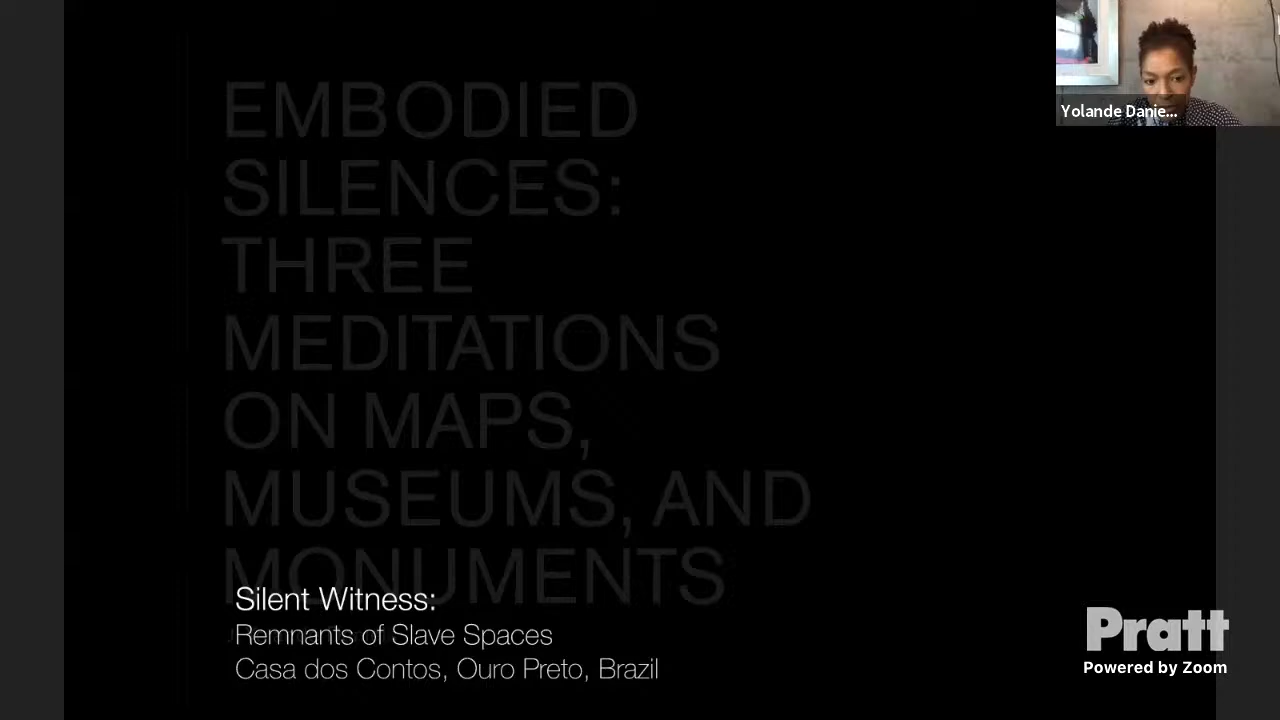 EMBODIED
SILENCES:
THREE
MEDITATIONS
ON MAPS,
MUSEUMS, AND
MONUMENTS
Silent Witness:
Remnants of Slave Spaces
Casa dos Contos, Ouro Preto, Brazil
Yolande Danie...
Pratt
Powered by Zoom